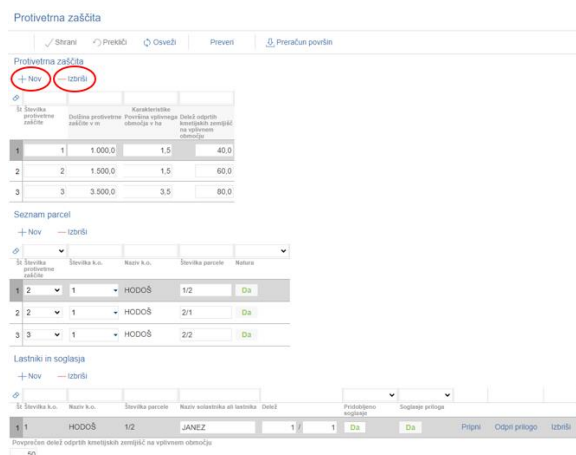 Protivetrna zaščita
Shrani Prekliči Osveži Preveri Preračun površin
Protivetrna zaščita
+ Nov — Izbriši
Karakteristike
Št Številka protivetrne zaščite Dolžina protivetrne zaščite v m Površina vplivnega območja v ha Delež odprtih kmetijskih zemljišč na vplivnem območju
1 1 1.000,0 1,5 40,0
2 2 1.500,0 1,5 60,0
3 3 3.500,0 3,5 80,0
Seznam parcel
+ Nov — Izbriši
Št Številka protivetrne zaščite Številka k.o. Naziv k.o. Številka parcele Natura
1 2 1 HODOŠ 1/2 Da
2 2 1 HODOŠ 2/1 Da
3 3 1 HODOŠ 2/2 Da
Lastniki in soglasja
+ Nov — Izbriši
Št Številka k.o. Naziv k.o. Številka parcele Naziv solastnika ali lastnika Delež Pridobljeno soglasje Soglasje priloga
1 1 HODOŠ 1/2 JANEZ 1 / 1 Da Da Pripni Odpri prilogo Izbriši
Povprečen delež odprtih kmetijskih zemljišč na vplivnem območju
50